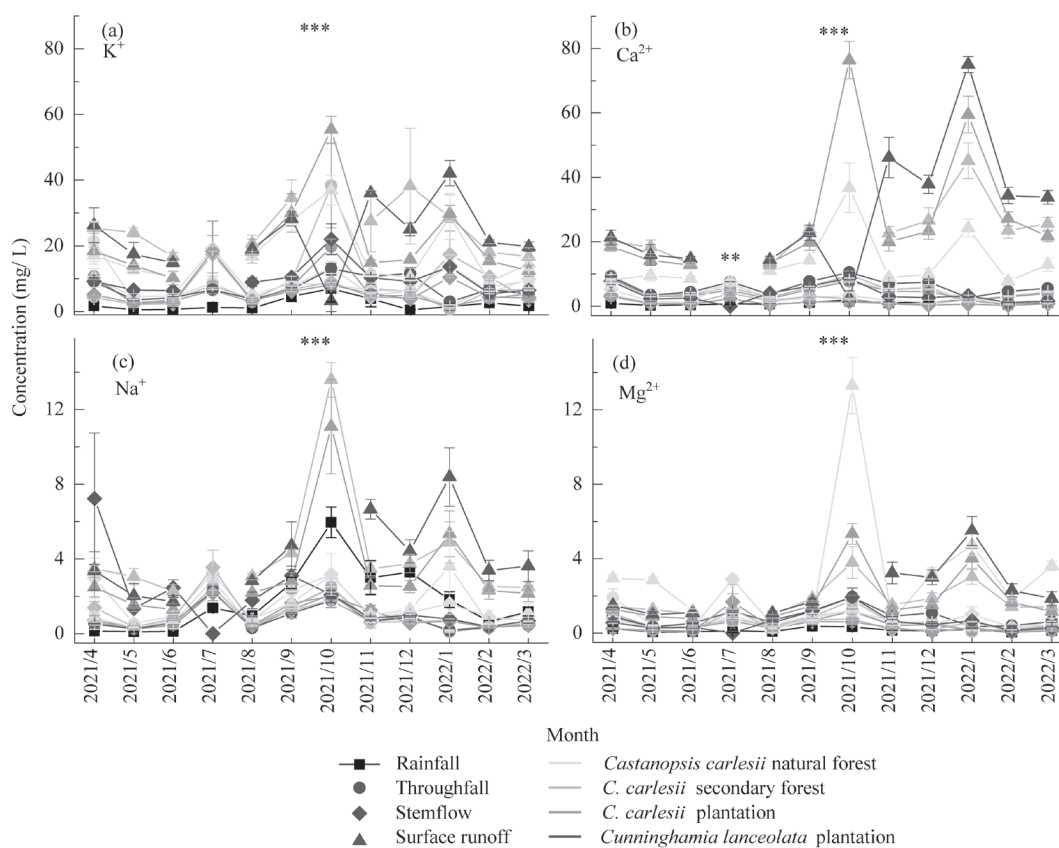 (a)
K+
***
80
60
40
20
0
(b)
Ca2+
***
**
80
60
40
20
0
Concentration (mg/ L)
(c)
Na+
***
12
8
4
0
(d)
Mg2+
***
12
8
4
0
2021/4
2021/5
2021/6
2021/7
2021/8
2021/9
2021/10
2021/11
2021/12
2022/1
2022/2
2022/3
2021/4
2021/5
2021/6
2021/7
2021/8
2021/9
2021/10
2021/11
2021/12
2022/1
2022/2
2022/3
Month
Rainfall
Throughfall
Stemflow
Surface runoff
Castanopsis carlesii natural forest
C. carlesii secondary forest
C. carlesii plantation
Cunninghamia lanceolata plantation